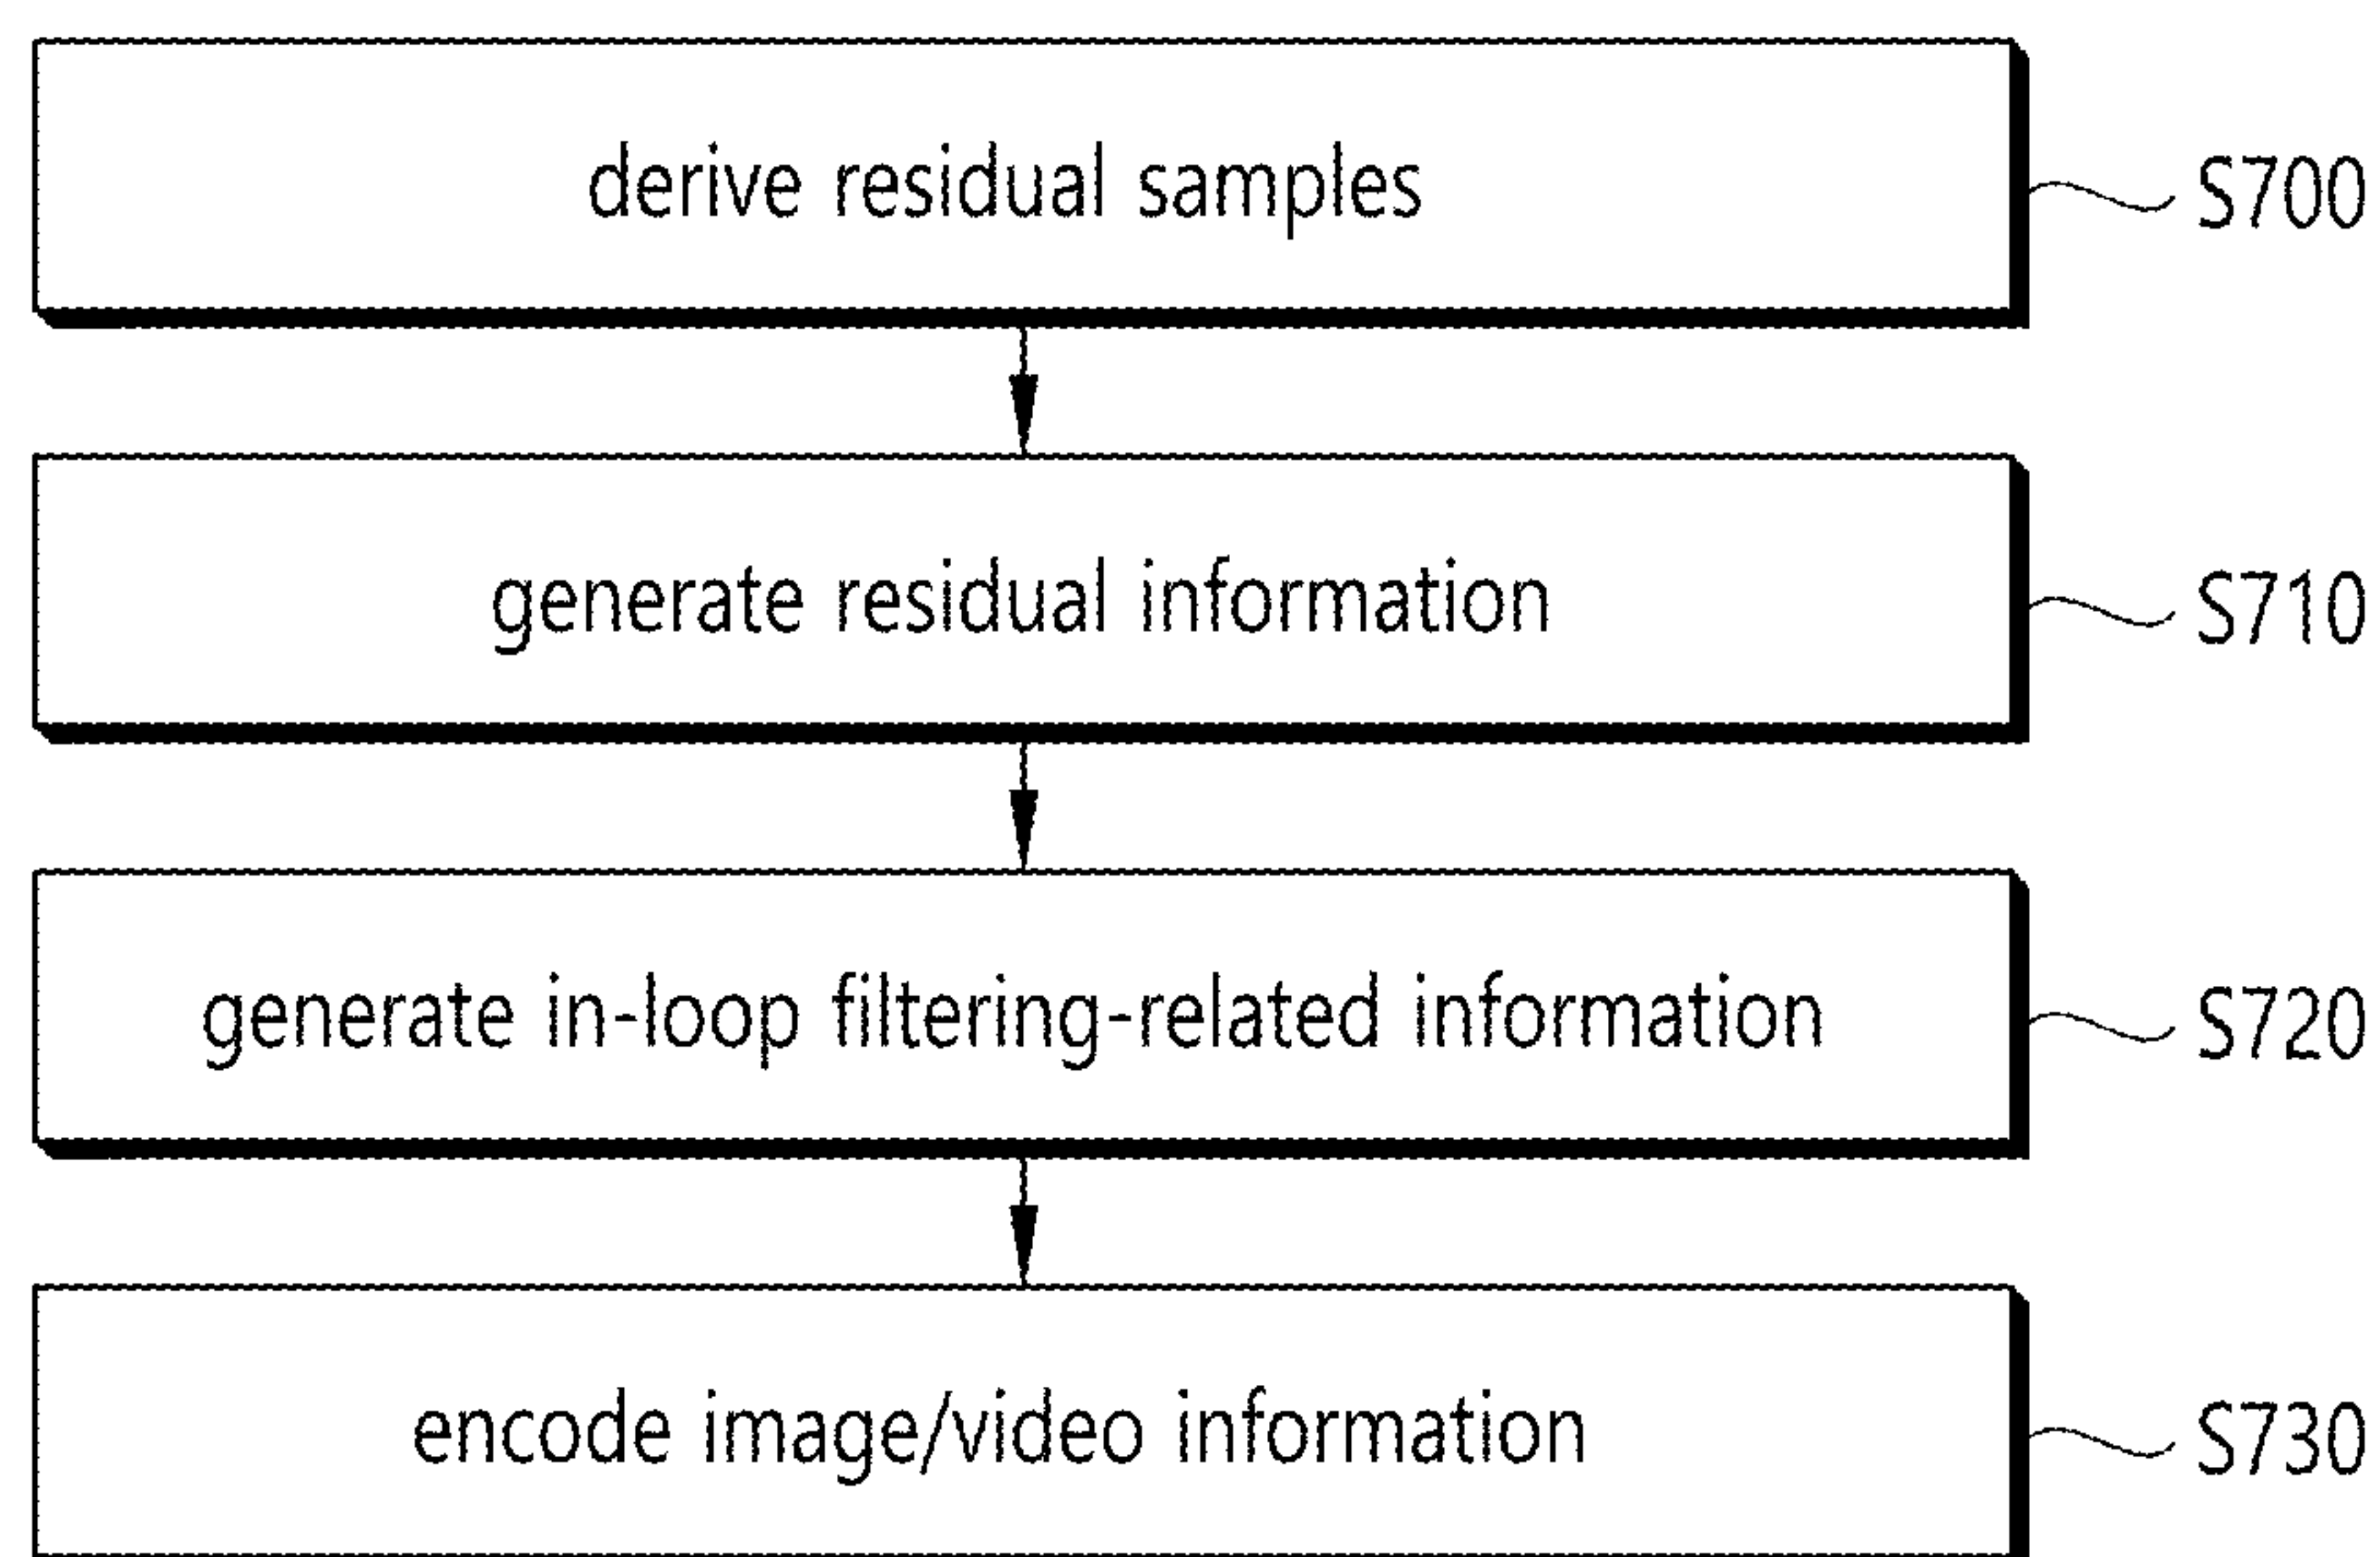 derive residual samples S700
generate residual information S710
generate in-loop filtering-related information S720
encode image/video information S730